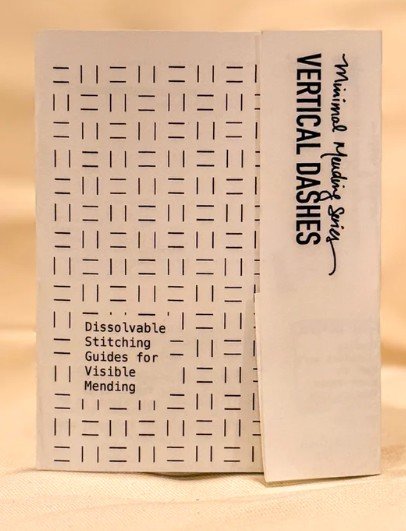 Dissolvable
Stitching
Guides for
Visible
Mending
Minimal Mending Series
VERTICAL DASHES